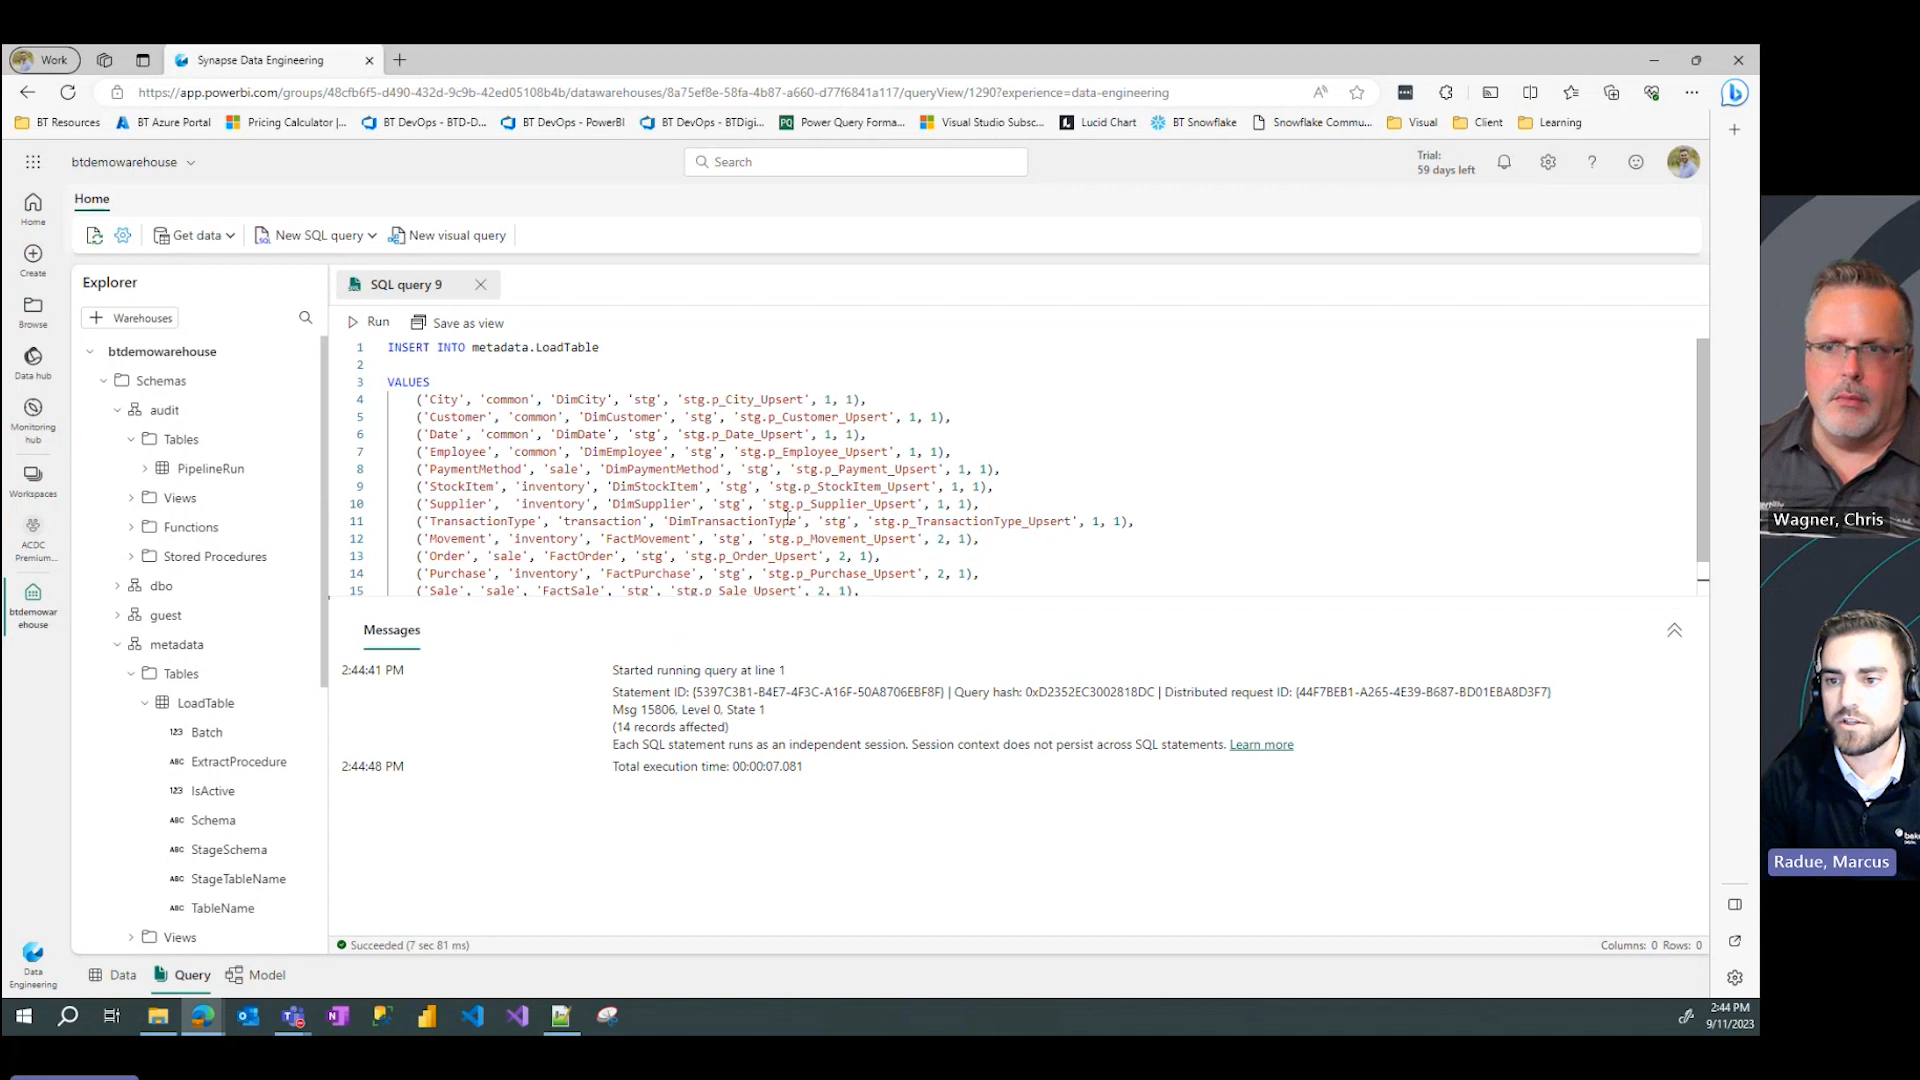 Work
Synapse Data Engineering
https://app.powerbi.com/groups/48cfb6f5-d490-432d-9c9b-42ed05108b4b/datawarehouses/8a75ef8e-58fa-4b87-a660-d77f6841a117/queryView/1290?experience=data-engineering
BT Resources
BT Azure Portal
Pricing Calculator |...
BT DevOps - BTD-D...
BT DevOps - PowerBI
BT DevOps - BTDigi...
Power Query Forma...
Visual Studio Subsc...
Lucid Chart
BT Snowflake
Snowflake Commu...
Visual
Client
Learning
btdemowarehouse
Search
Trial:
59 days left
Home
Get data
New SQL query
New visual query
Home
Create
Browse
Data hub
Monitoring
hub
Workspaces
ACDC
Premium...
btdemowar
ehouse
Data
Engineering
Explorer
Warehouses
btdemowarehouse
Schemas
audit
Tables
PipelineRun
Views
Functions
Stored Procedures
dbo
guest
metadata
Tables
LoadTable
123 Batch
ABC ExtractProcedure
123 IsActive
ABC Schema
ABC StageSchema
ABC StageTableName
ABC TableName
Views
SQL query 9
Run
Save as view
1 INSERT INTO metadata.LoadTable
2
3 VALUES
4 ('City', 'common', 'DimCity', 'stg', 'stg.p_City_Upsert', 1, 1),
5 ('Customer', 'common', 'DimCustomer', 'stg', 'stg.p_Customer_Upsert', 1, 1),
6 ('Date', 'common', 'DimDate', 'stg', 'stg.p_Date_Upsert', 1, 1),
7 ('Employee', 'common', 'DimEmployee', 'stg', 'stg.p_Employee_Upsert', 1, 1),
8 ('PaymentMethod', 'sale', 'DimPaymentMethod', 'stg', 'stg.p_Payment_Upsert', 1, 1),
9 ('StockItem', 'inventory', 'DimStockItem', 'stg', 'stg.p_StockItem_Upsert', 1, 1),
10 ('Supplier', 'inventory', 'DimSupplier', 'stg', 'stg.p_Supplier_Upsert', 1, 1),
11 ('TransactionType', 'transaction', 'DimTransactionType', 'stg', 'stg.p_TransactionType_Upsert', 1, 1),
12 ('Movement', 'inventory', 'FactMovement', 'stg', 'stg.p_Movement_Upsert', 2, 1),
13 ('Order', 'sale', 'FactOrder', 'stg', 'stg.p_Order_Upsert', 2, 1),
14 ('Purchase', 'inventory', 'FactPurchase', 'stg', 'stg.p_Purchase_Upsert', 2, 1),
15 ('Sale', 'sale', 'FactSale', 'stg', 'stg.p_Sale_Upsert', 2, 1),
Messages
2:44:41 PM Started running query at line 1
Statement ID: {5397C3B1-B4E7-4F3C-A16F-50A8706EBF8F} | Query hash: 0xD2352EC3002818DC | Distributed request ID: {44F7BEB1-A265-4E39-B687-BD01EBA8D3F7}
Msg 15806, Level 0, State 1
(14 records affected)
Each SQL statement runs as an independent session. Session context does not persist across SQL statements. Learn more
2:44:48 PM Total execution time: 00:00:07.081
Succeeded (7 sec 81 ms)
Columns: 0 Rows: 0
Data
Query
Model
2:44 PM
9/11/2023
Wagner, Chris
Radue, Marcus